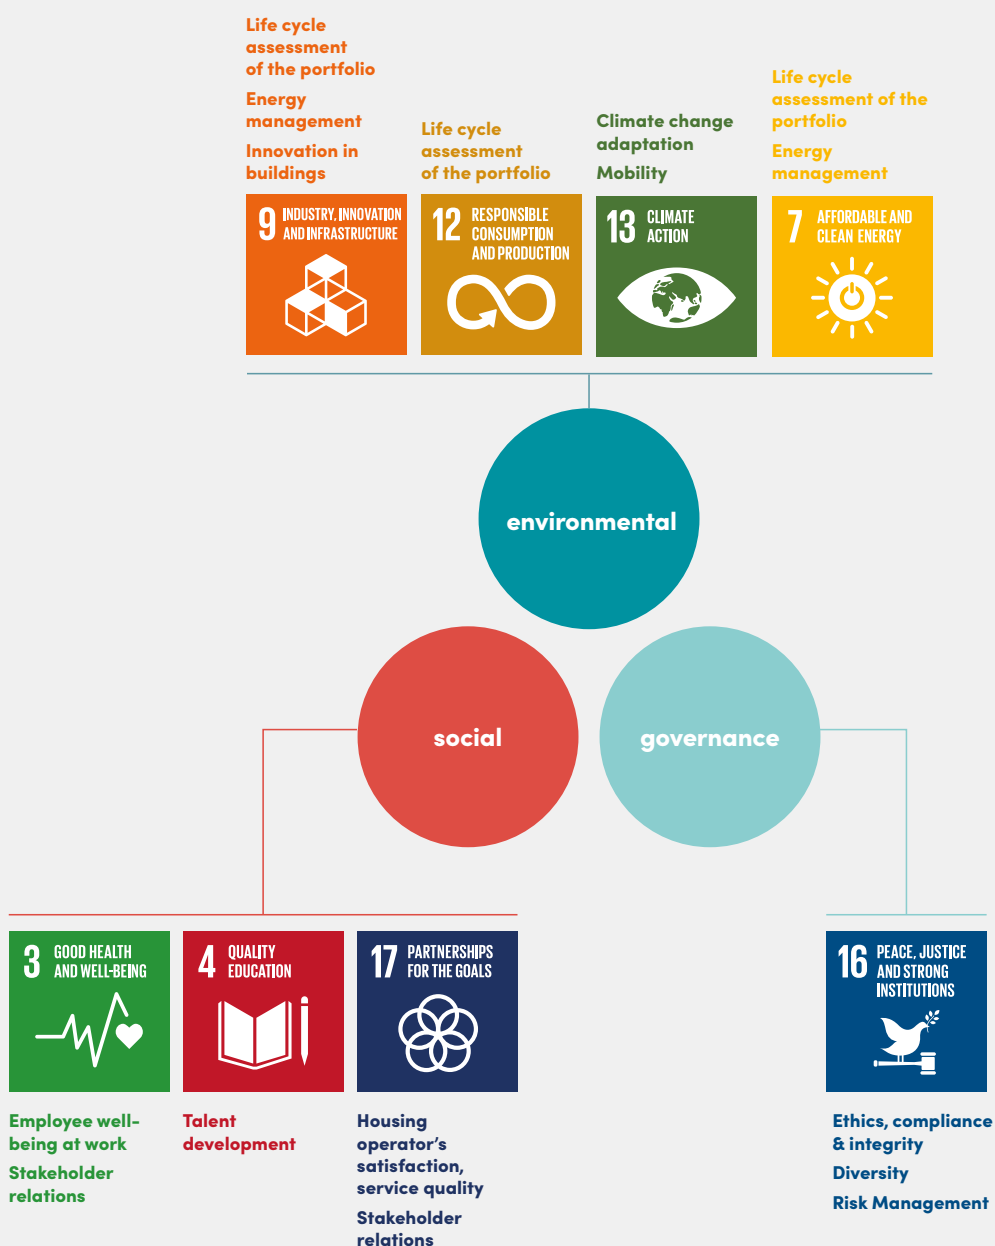 Life cycle
assessment
of the portfolio
Energy
management
Innovation in
buildings
9 INDUSTRY, INNOVATION
AND INFRASTRUCTURE
Life cycle
assessment
of the portfolio
12 RESPONSIBLE
CONSUMPTION
AND PRODUCTION
Climate change
adaptation
Mobility
13 CLIMATE
ACTION
Life cycle
assessment of the
portfolio
Energy
management
7 AFFORDABLE AND
CLEAN ENERGY
environmental
social
governance
3 GOOD HEALTH
AND WELL-BEING
Employee well-
being at work
Stakeholder
relations
4 QUALITY
EDUCATION
Talent
development
17 PARTNERSHIPS
FOR THE GOALS
Housing
operator’s
satisfaction,
service quality
Stakeholder
relations
16 PEACE, JUSTICE
AND STRONG
INSTITUTIONS
Ethics, compliance
& integrity
Diversity
Risk Management